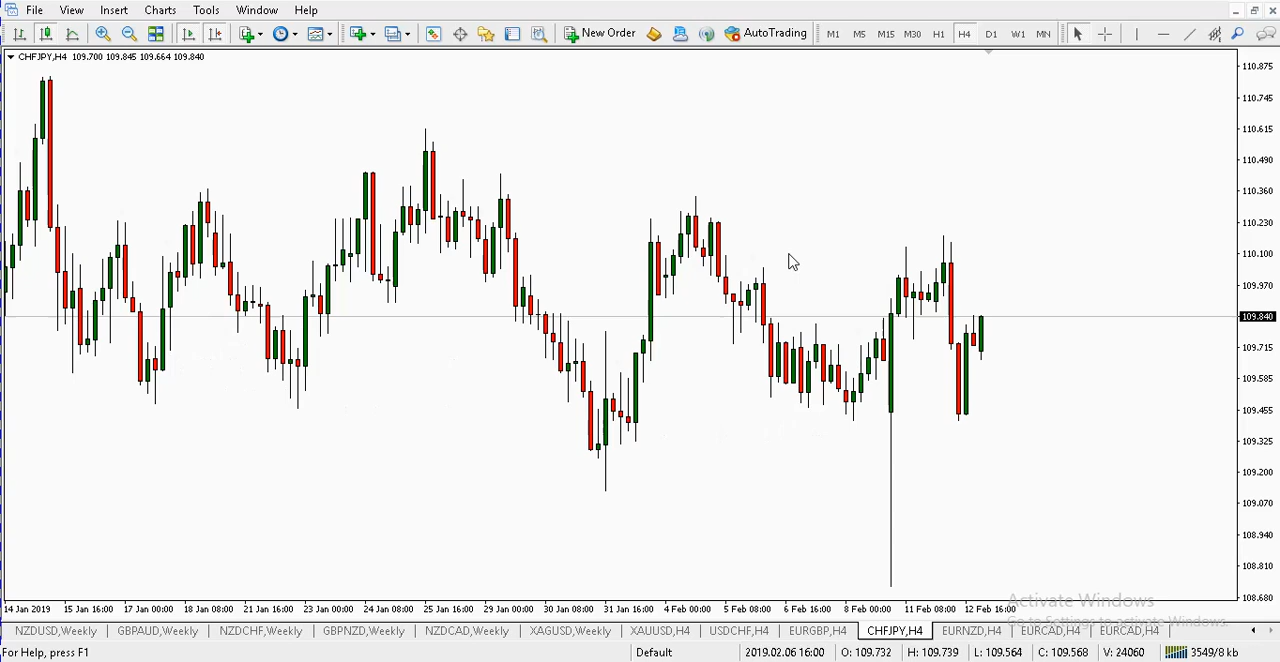 File View Insert Charts Tools Window Help
New Order AutoTrading M1 M5 M15 M30 H1 H4 D1 W1 MN
CHFJPY,H4 109.700 109.845 109.664 109.840
110.875
110.745
110.615
110.490
110.360
110.230
110.100
109.970
109.840
109.715
109.585
109.455
109.325
109.200
109.070
108.940
108.810
108.680
14 Jan 2019 15 Jan 16:00 17 Jan 00:00 18 Jan 08:00 21 Jan 16:00 23 Jan 00:00 24 Jan 08:00 25 Jan 16:00 29 Jan 00:00 30 Jan 08:00 31 Jan 16:00 4 Feb 00:00 5 Feb 08:00 6 Feb 16:00 8 Feb 00:00 11 Feb 08:00 12 Feb 16:00
Activate Windows
Go to Settings to activate Windows.
NZDUSD,Weekly GBPAUD,Weekly NZDCHF,Weekly GBPNZD,Weekly NZDCAD,Weekly XAGUSD,Weekly XAUUSD,H4 USDCHF,H4 EURGBP,H4 CHFJPY,H4 EURNZD,H4 EURCAD,H4 EURCAD,H4
For Help, press F1 Default 2019.02.06 16:00 O: 109.732 H: 109.739 L: 109.564 C: 109.568 V: 24060 3549/8 kb